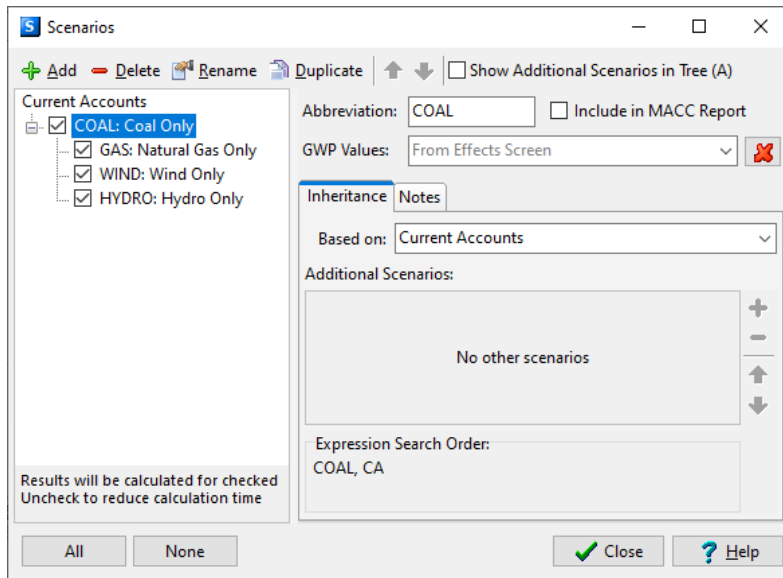 S Scenarios
Add Delete Rename Duplicate Show Additional Scenarios in Tree (A)
Current Accounts
COAL: Coal Only
GAS: Natural Gas Only
WIND: Wind Only
HYDRO: Hydro Only
Results will be calculated for checked
Uncheck to reduce calculation time
All None
Abbreviation: COAL Include in MACC Report
GWP Values: From Effects Screen
Inheritance Notes
Based on: Current Accounts
Additional Scenarios:
No other scenarios
Expression Search Order:
COAL, CA
Close ? Help